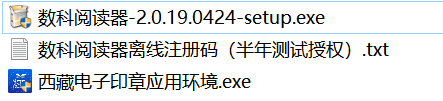 数科阅读器-2.0.19.0424-setup.exe
数科阅读器离线注册码（半年测试授权）.txt
西藏电子印章应用环境.exe